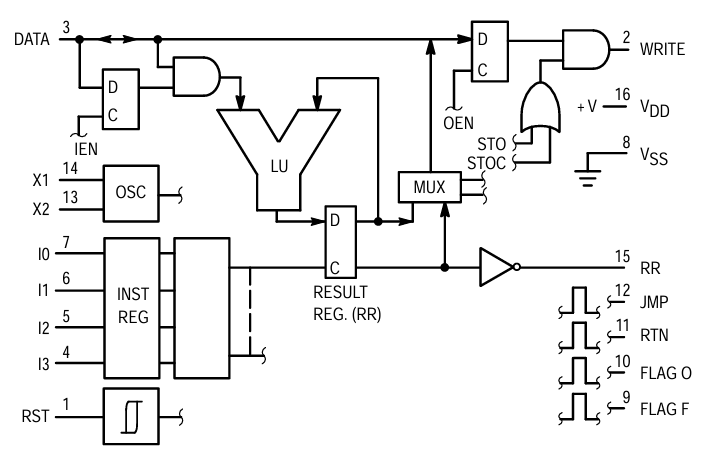 DATA 3
D
C
IEN
D
C
OEN
2 WRITE
+V 16 VDD
STO
STOC
8 VSS
LU
X1 14
X2 13
OSC
MUX
D
C
RESULT
REG. (RR)
I0 7
I1 6
I2 5
I3 4
INST
REG
15 RR
12 JMP
11 RTN
10 FLAG O
9 FLAG F
RST 1